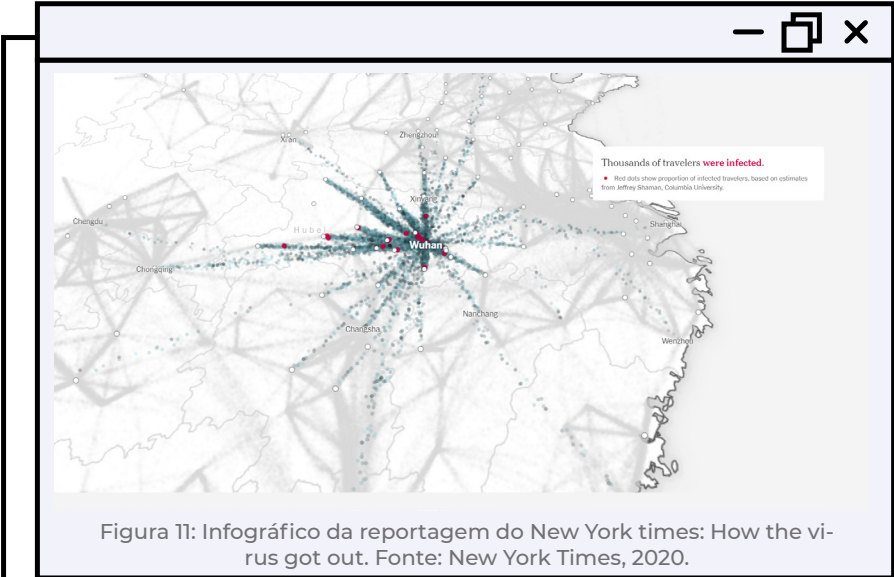 Xi'an
Zhengzhou
Thousands of travelers were infected.
Red dots show proportion of infected travelers, based on estimates
from Jeffrey Shaman, Columbia University.
Xinyang
Chengdu
Hubei
Shanghai
Wuhan
Chongqing
Nanchang
Changsha
Wenzhou
Figura 11: Infográfico da reportagem do New York times: How the vi-
rus got out. Fonte: New York Times, 2020.